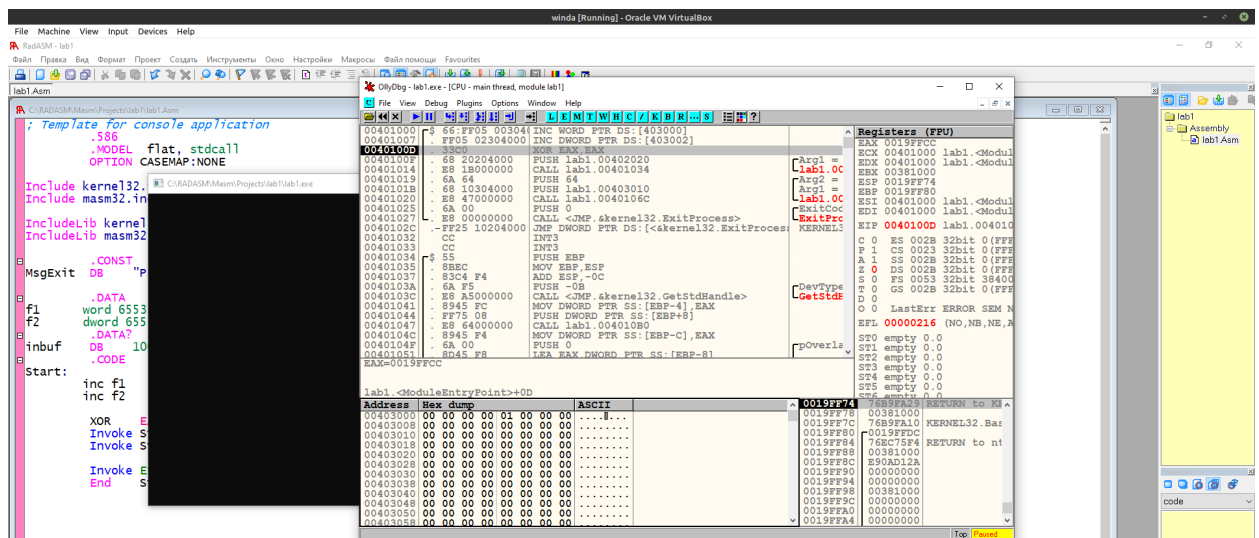 winda [Running] - Oracle VM VirtualBox
File Machine View Input Devices Help
RadASM - lab1
Файл Правка Вид Формат Проект Создать Инструменты Окно Настройки Макросы Файл помощи Favourites
lab1.Asm
C:\RADASM\Masm\Projects\lab1\lab1.Asm
; Template for console application
.586
.MODEL flat, stdcall
OPTION CASEMAP:NONE
Include kernel32.
Include masm32.in
IncludeLib kernel
IncludeLib masm32
.CONST
MsgExit DB "P
.DATA
f1 word 6553
f2 dword 655
.DATA?
inbuf DB 10
.CODE
Start:
inc f1
inc f2
XOR E
Invoke S
Invoke S
Invoke E
End S
C:\RADASM\Masm\Projects\lab1\lab1.exe
OllyDbg - lab1.exe - [CPU - main thread, module lab1]
File View Debug Plugins Options Window Help
L E M T W H C / K B R ... S
00401000 $ 66:FF05 00304 INC WORD PTR DS:[403000]
00401007 . FF05 02304000 INC DWORD PTR DS:[403002]
0040100D . 33C0 XOR EAX,EAX
0040100F . 68 20204000 PUSH lab1.00402020 Arg1 =
00401014 . E8 1B000000 CALL lab1.00401034 lab1.00
00401019 . 6A 64 PUSH 64 Arg2 =
0040101B . 68 10304000 PUSH lab1.00403010 Arg1 =
00401020 . E8 47000000 CALL lab1.0040106C lab1.00
00401025 . 6A 00 PUSH 0 ExitCod
00401027 . E8 00000000 CALL <JMP.&kernel32.ExitProcess> ExitPro
0040102C .-FF25 10204000 JMP DWORD PTR DS:[<&kernel32.ExitProces: KERNEL3
00401032 CC INT3
00401033 CC INT3
00401034 $ 55 PUSH EBP
00401035 . 8BEC MOV EBP,ESP
00401037 . 83C4 F4 ADD ESP,-0C
0040103A . 6A F5 PUSH -0B DevType
0040103C . E8 A5000000 CALL <JMP.&kernel32.GetStdHandle> GetStdH
00401041 . 8945 FC MOV DWORD PTR SS:[EBP-4],EAX
00401044 . FF75 08 PUSH DWORD PTR SS:[EBP+8]
00401047 . E8 64000000 CALL lab1.004010B0
0040104C . 8945 F4 MOV DWORD PTR SS:[EBP-C],EAX
0040104F . 6A 00 PUSH 0 pOverla
00401051 . 8D45 F8 LEA EAX,DWORD PTR SS:[EBP-8]
EAX=0019FFCC
lab1.<ModuleEntryPoint>+0D
Registers (FPU)
EAX 0019FFCC
ECX 00401000 lab1.<Modul
EDX 00401000 lab1.<Modul
EBX 00381000
ESP 0019FF74
EBP 0019FF80
ESI 00401000 lab1.<Modul
EDI 00401000 lab1.<Modul
EIP 0040100D lab1.004010
C 0 ES 002B 32bit 0(FFF
P 1 CS 0023 32bit 0(FFF
A 1 SS 002B 32bit 0(FFF
Z 0 DS 002B 32bit 0(FFF
S 0 FS 0053 32bit 38400
T 0 GS 002B 32bit 0(FFF
D 0
O 0 LastErr ERROR SEM N
EFL 00000216 (NO,NB,NE,A
ST0 empty 0.0
ST1 empty 0.0
ST2 empty 0.0
ST3 empty 0.0
ST4 empty 0.0
ST5 empty 0.0
ST6 empty 0.0
Address Hex dump ASCII
00403000 00 00 00 00 01 00 00 00 ........
00403008 00 00 00 00 00 00 00 00 ........
00403010 00 00 00 00 00 00 00 00 ........
00403018 00 00 00 00 00 00 00 00 ........
00403020 00 00 00 00 00 00 00 00 ........
00403028 00 00 00 00 00 00 00 00 ........
00403030 00 00 00 00 00 00 00 00 ........
00403038 00 00 00 00 00 00 00 00 ........
00403040 00 00 00 00 00 00 00 00 ........
00403048 00 00 00 00 00 00 00 00 ........
00403050 00 00 00 00 00 00 00 00 ........
00403058 00 00 00 00 00 00 00 00 ........
0019FF74 76B9FA29 RETURN to KE
0019FF78 00381000
0019FF7C 76B9FA10 KERNEL32.Bas
0019FF80 0019FFDC
0019FF84 76EC75F4 RETURN to nt
0019FF88 00381000
0019FF8C E90AD12A
0019FF90 00000000
0019FF94 00000000
0019FF98 00381000
0019FF9C 00000000
0019FFA0 00000000
0019FFA4 00000000
Top Paused
lab1
Assembly
lab1.Asm
code